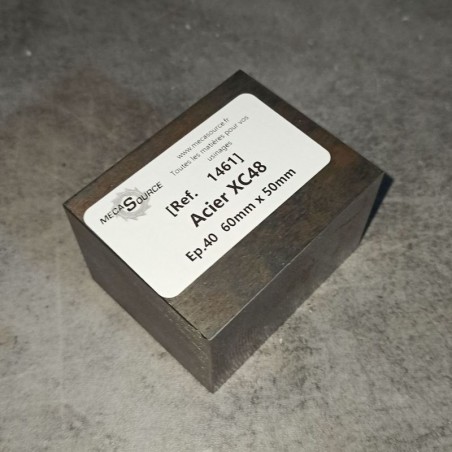 MECASOURCE
www.mecasource.fr
Toutes les matières pour vos
usinages
[Ref. 1461]
Acier XC48
Ep.40 60mm x 50mm